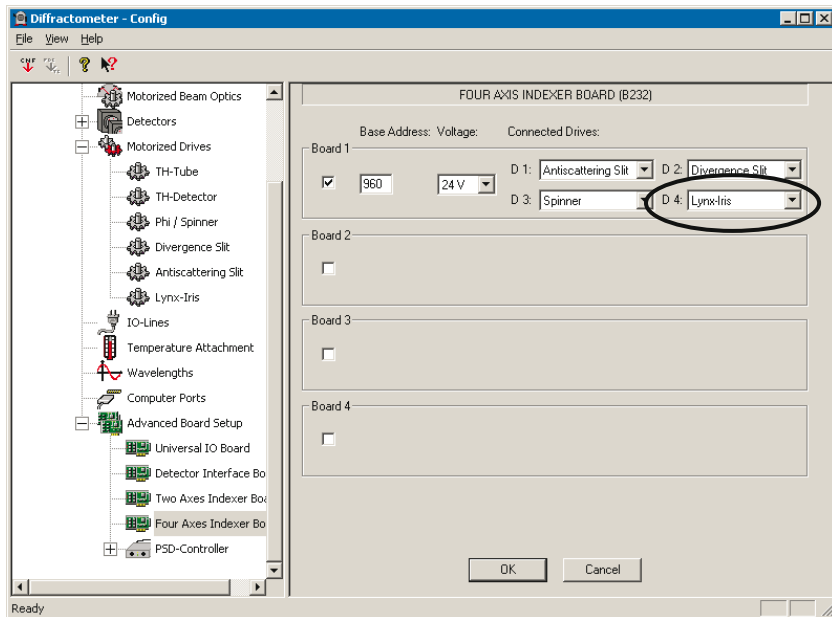 Diffractometer - Config
File View Help
CNF
Motorized Beam Optics
Detectors
Motorized Drives
TH-Tube
TH-Detector
Phi / Spinner
Divergence Slit
Antiscattering Slit
Lynx-Iris
IO-Lines
Temperature Attachment
Wavelengths
Computer Ports
Advanced Board Setup
Universal IO Board
Detector Interface Bo
Two Axes Indexer Boa
Four Axes Indexer Bo
PSD-Controller
FOUR AXIS INDEXER BOARD (B232)
Base Address: Voltage: Connected Drives:
Board 1
D 1: Antiscattering Slit D 2: Divergence Slit
960 24 V
D 3: Spinner D 4: Lynx-Iris
Board 2
Board 3
Board 4
OK Cancel
Ready